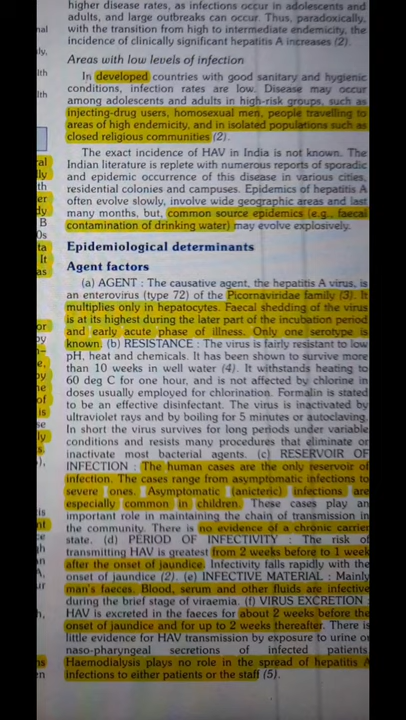 higher disease rates, as infections occur in adolescents and
adults, and large outbreaks can occur. Thus, paradoxically,
with the transition from high to intermediate endemicity, the
incidence of clinically significant hepatitis A increases (2).
Areas with low levels of infection
In developed countries with good sanitary and hygienic
conditions, infection rates are low. Disease may occur
among adolescents and adults in high-risk groups, such as
injecting-drug users, homosexual men, people travelling to
areas of high endemicity, and in isolated populations such as
closed religious communities (2).
The exact incidence of HAV in India is not known. The
Indian literature is replete with numerous reports of sporadic
and epidemic occurrence of this disease in various cities,
residential colonies and campuses. Epidemics of hepatitis A
often evolve slowly, involve wide geographic areas and last
many months, but, common source epidemics (e.g., faecal
contamination of drinking water) may evolve explosively.
Epidemiological determinants
Agent factors
(a) AGENT : The causative agent, the hepatitis A virus, is
an enterovirus (type 72) of the Picornaviridae family (3). It
multiplies only in hepatocytes. Faecal shedding of the virus
is at its highest during the later part of the incubation period
and early acute phase of illness. Only one serotype is
known. (b) RESISTANCE : The virus is fairly resistant to low
pH, heat and chemicals. It has been shown to survive more
than 10 weeks in well water (4). It withstands heating to
60 deg C for one hour, and is not affected by chlorine in
doses usually employed for chlorination. Formalin is stated
to be an effective disinfectant. The virus is inactivated by
ultraviolet rays and by boiling for 5 minutes or autoclaving.
In short the virus survives for long periods under variable
conditions and resists many procedures that eliminate or
inactivate most bacterial agents. (c) RESERVOIR OF
INFECTION : The human cases are the only reservoir of
infection. The cases range from asymptomatic infections to
severe ones. Asymptomatic (anicteric) infections are
especially common in children. These cases play an
important role in maintaining the chain of transmission in
the community. There is no evidence of a chronic carrier
state. (d) PERIOD OF INFECTIVITY : The risk of
transmitting HAV is greatest from 2 weeks before to 1 week
after the onset of jaundice. Infectivity falls rapidly with the
onset of jaundice (2). (e) INFECTIVE MATERIAL : Mainly
man's faeces. Blood, serum and other fluids are infective
during the brief stage of viraemia. (f) VIRUS EXCRETION :
HAV is excreted in the faeces for about 2 weeks before the
onset of jaundice and for up to 2 weeks thereafter. There is
little evidence for HAV transmission by exposure to urine or
naso-pharyngeal secretions of infected patients.
Haemodialysis plays no role in the spread of hepatitis A
infections to either patients or the staff (5).